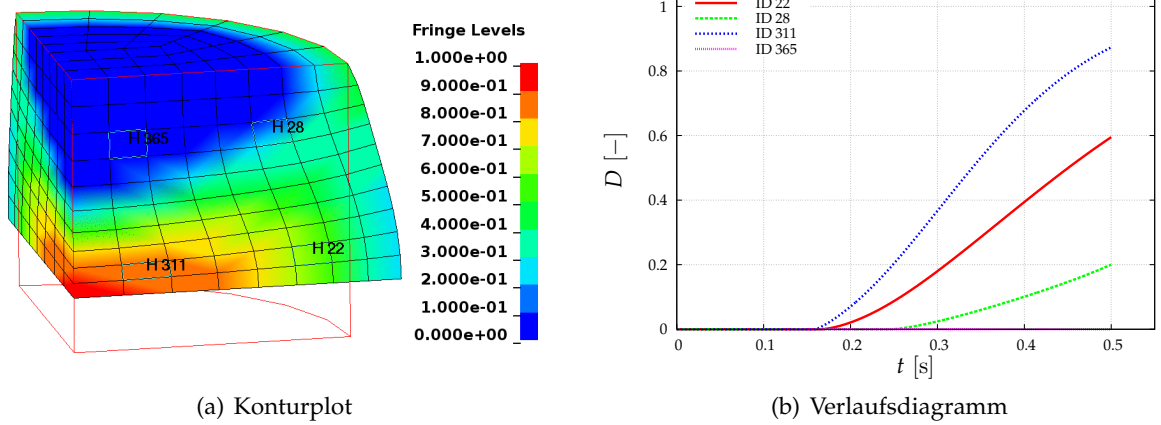 Fringe Levels
1.000e+00
9.000e-01
8.000e-01
7.000e-01
6.000e-01
5.000e-01
4.000e-01
3.000e-01
2.000e-01
1.000e-01
0.000e+00
H 365
H 28
H 22
H 311
(a) Konturplot
ID 22
ID 28
ID 311
ID 365
1
0.8
0.6
0.4
0.2
0
D [−]
0 0.1 0.2 0.3 0.4 0.5
t [s]
(b) Verlaufsdiagramm